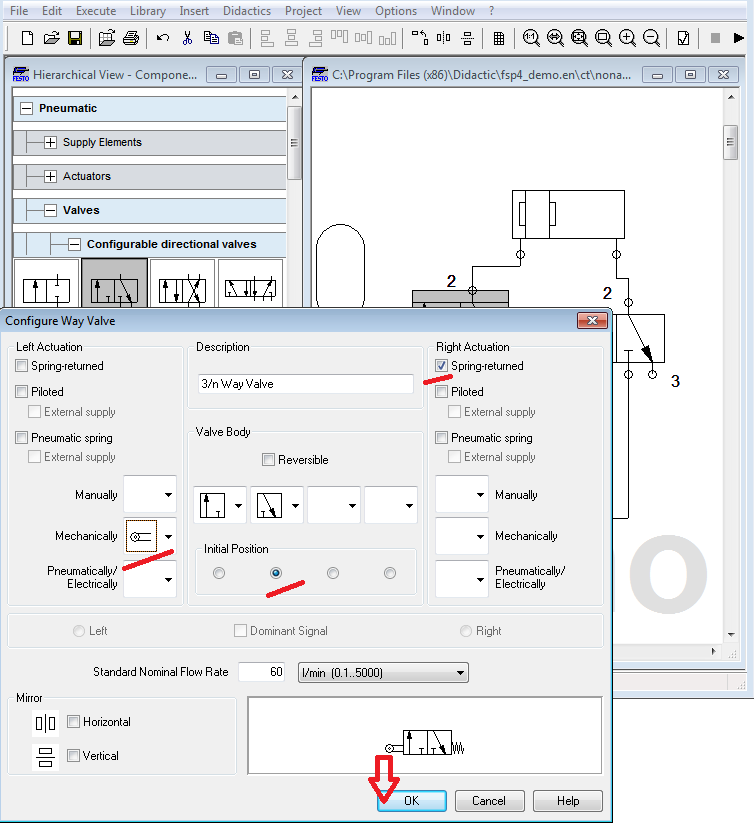 File Edit Execute Library Insert Didactics Project View Options Window ?
1:1
FESTO Hierarchical View - Compone...
FESTO C:\Program Files (x86)\Didactic\fsp4_demo.en\ct\nona...
Pneumatic
Supply Elements
Actuators
Valves
Configurable directional valves
2
2
3
O
Configure Way Valve
Left Actuation
Spring-returned
Piloted
External supply
Pneumatic spring
External supply
Manually
Mechanically
Pneumatically/
Electrically
Description
3/n Way Valve
Valve Body
Reversible
Initial Position
Right Actuation
Spring-returned
Piloted
External supply
Pneumatic spring
External supply
Manually
Mechanically
Pneumatically/
Electrically
Left Dominant Signal Right
Standard Nominal Flow Rate 60 l/min (0.1..5000)
Mirror
Horizontal
Vertical
OK Cancel Help